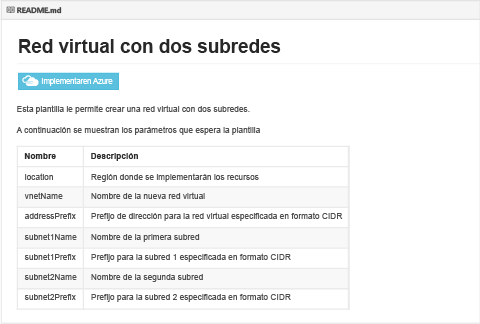 README.md
Red virtual con dos subredes
Implementaren Azure
Esta plantilla le permite crear una red virtual con dos subredes.
A continuación se muestran los parámetros que espera la plantilla
Nombre Descripción
location Región donde se implementarán los recursos
vnetName Nombre de la nueva red virtual
addressPrefix Prefijo de dirección para la red virtual especificada en formato CIDR
subnet1Name Nombre de la primera subred
subnet1Prefix Prefijo para la subred 1 especificada en formato CIDR
subnet2Name Nombre de la segunda subred
subnet2Prefix Prefijo para la subred 2 especificada en formato CIDR